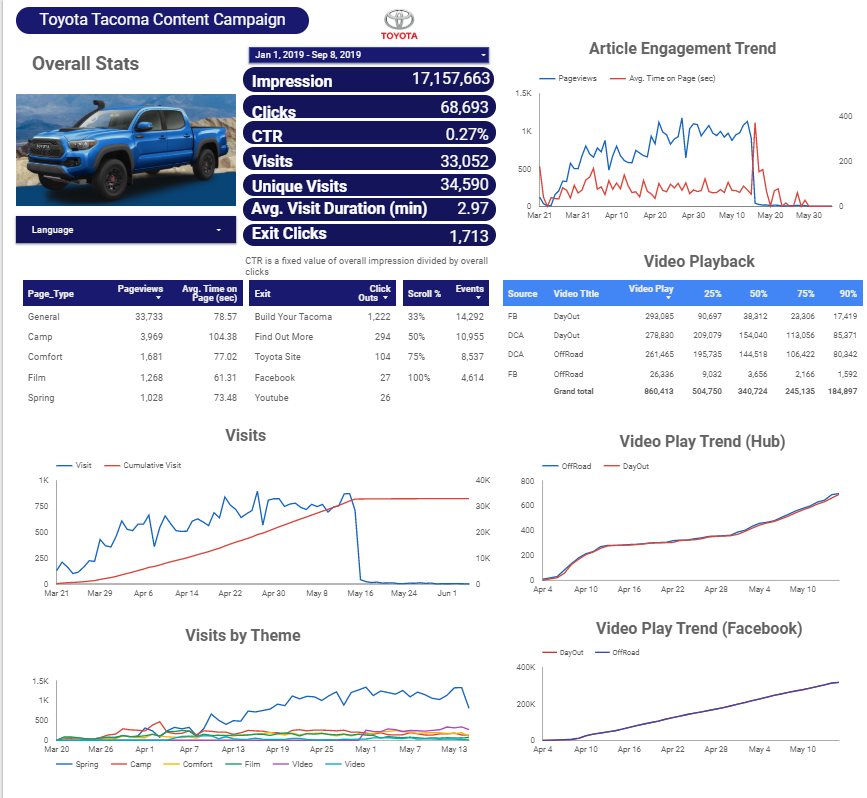 Toyota Tacoma Content Campaign
TOYOTA
Overall Stats
Language
Jan 1, 2019 - Sep 8, 2019
Impression 17,157,663
Clicks 68,693
CTR 0.27%
Visits 33,052
Unique Visits 34,590
Avg. Visit Duration (min) 2.97
Exit Clicks 1,713
CTR is a fixed value of overall impression divided by overall
clicks
Article Engagement Trend
Pageviews Avg. Time on Page (sec)
1.5K
1K 400
500 200
0 0
Mar 21 Mar 31 Apr 10 Apr 20 Apr 30 May 10 May 20 May 30
Page_Type Pageviews Avg. Time on
Page (sec)
General 33,733 78.57
Camp 3,969 104.38
Comfort 1,681 77.02
Film 1,268 61.31
Spring 1,028 73.48
Exit Click
Outs
Build Your Tacoma 1,222
Find Out More 294
Toyota Site 104
Facebook 27
Youtube 26
Scroll % Events
33% 14,292
50% 10,955
75% 8,537
100% 4,614
Video Playback
Source Video TItle Video Play 25% 50% 75% 90%
FB DayOut 293,085 90,697 38,312 23,306 17,419
DCA DayOut 278,830 209,079 154,040 113,056 85,371
DCA OffRoad 261,465 195,735 144,518 106,422 80,342
FB OffRoad 26,336 9,032 3,656 2,166 1,592
Grand total 860,413 504,750 340,724 245,135 184,897
Visits
Visit Cumulative Visit
1K 40K
750 30K
500 20K
250 10K
0 0
Mar 21 Mar 29 Apr 6 Apr 14 Apr 22 Apr 30 May 8 May 16 May 24 Jun 1
Video Play Trend (Hub)
OffRoad DayOut
800
600
400
200
0
Apr 4 Apr 10 Apr 16 Apr 22 Apr 28 May 4 May 10
Visits by Theme
1.5K
1K
500
0
Mar 20 Mar 26 Apr 1 Apr 7 Apr 13 Apr 19 Apr 25 May 1 May 7 May 13
Spring Camp Comfort Film VIdeo Video
Video Play Trend (Facebook)
DayOut OffRoad
400K
200K
0
Apr 4 Apr 10 Apr 16 Apr 22 Apr 28 May 4 May 10